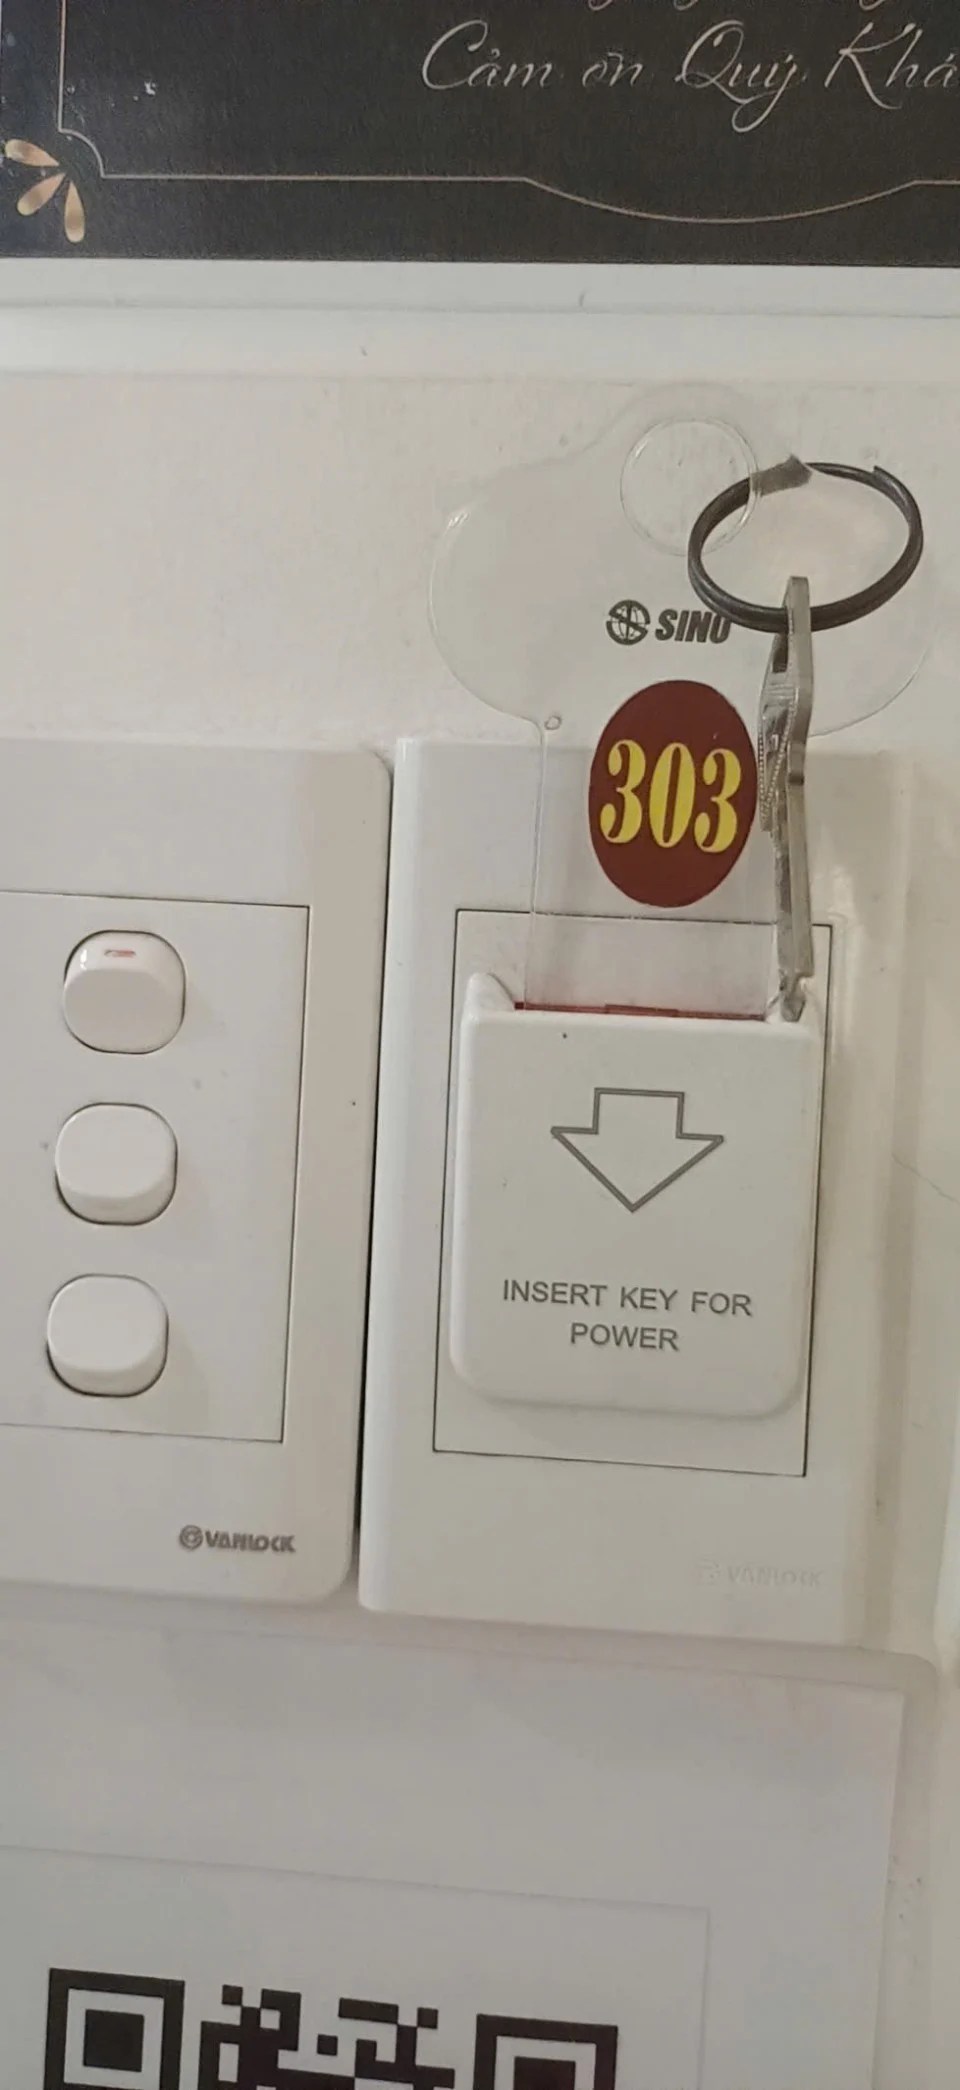 Cảm ơn Quý Khá
SINO
303
INSERT KEY FOR
POWER
VANLOCK
VANLOCK